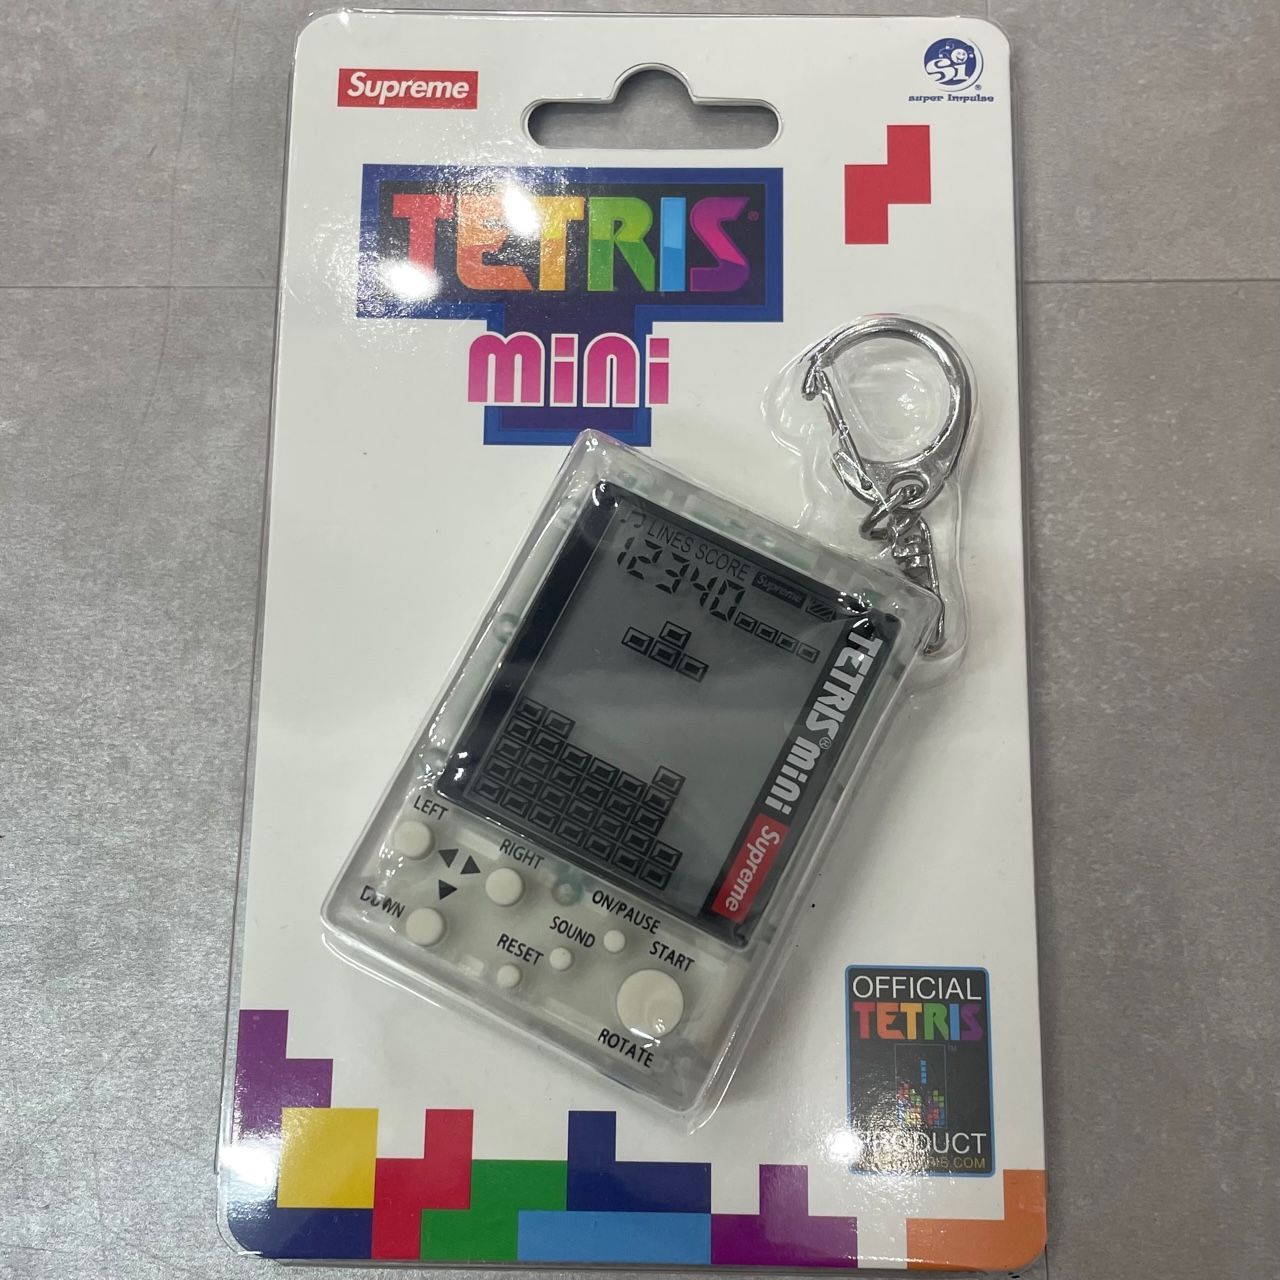 Supreme
Si
super impulse
TETRIS®
mini
LINES SCORE
12340
Supreme
TETRIS® mini
Supreme
LEFT
RIGHT
DOWN
ON/PAUSE
SOUND
START
RESET
ROTATE
OFFICIAL
TETRIS
PRODUCT